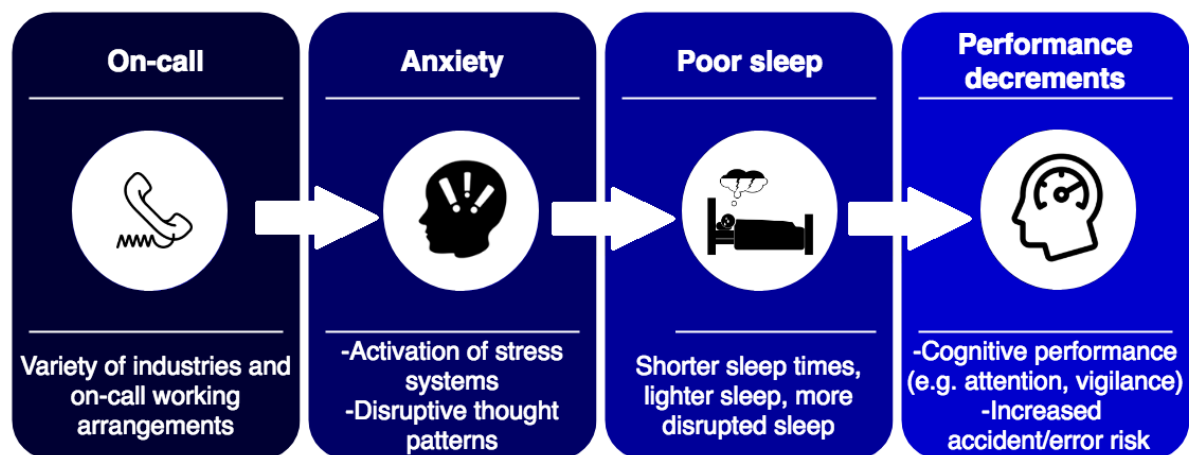 On-call
Variety of industries and
on-call working
arrangements
Anxiety
-Activation of stress
systems
-Disruptive thought
patterns
Poor sleep
Shorter sleep times,
lighter sleep, more
disrupted sleep
Performance
decrements
-Cognitive performance
(e.g. attention, vigilance)
-Increased
accident/error risk